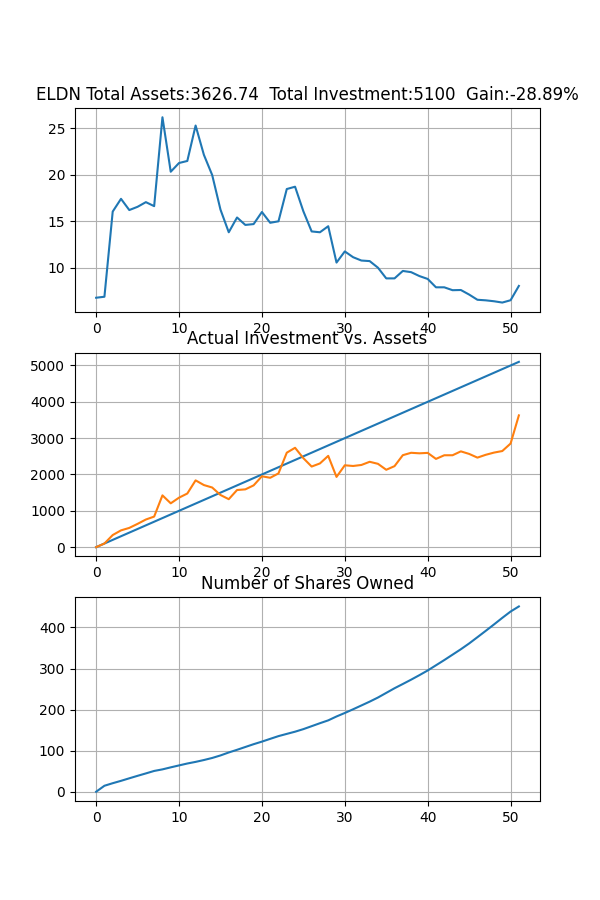 ELDN Total Assets:3626.74  Total Investment:5100  Gain:-28.89%
25
20
15
10
0 10 20 30 40 50
Actual Investment vs. Assets
5000
4000
3000
2000
1000
0
0 10 20 30 40 50
Number of Shares Owned
400
300
200
100
0
0 10 20 30 40 50